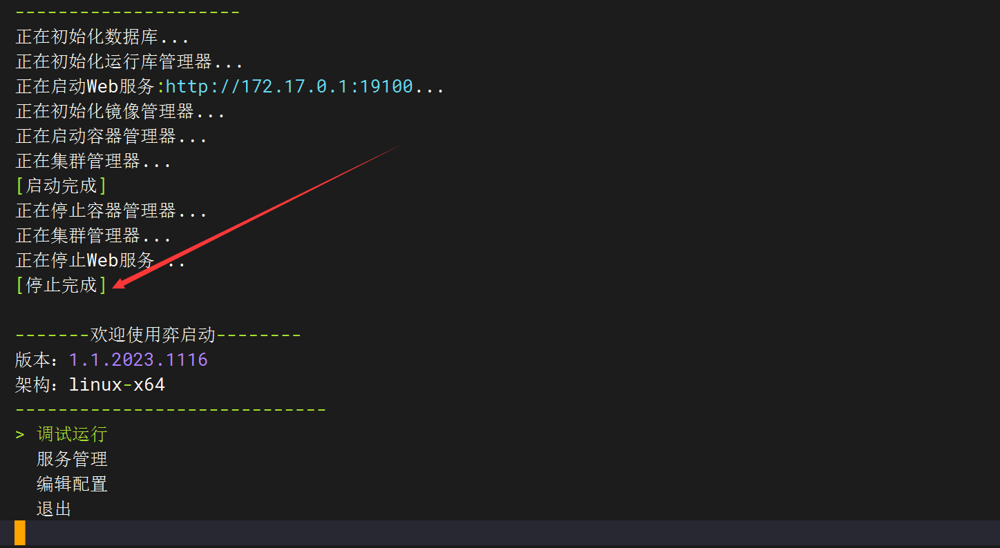 ---------------------
正在初始化数据库...
正在初始化运行库管理器...
正在启动Web服务:http://172.17.0.1:19100...
正在初始化镜像管理器...
正在启动容器管理器...
正在集群管理器...
[启动完成]
正在停止容器管理器...
正在集群管理器...
正在停止Web服务...
[停止完成]
-------欢迎使用弈启动--------
版本：1.1.2023.1116
架构：linux-x64
-----------------------------
> 调试运行
服务管理
编辑配置
退出